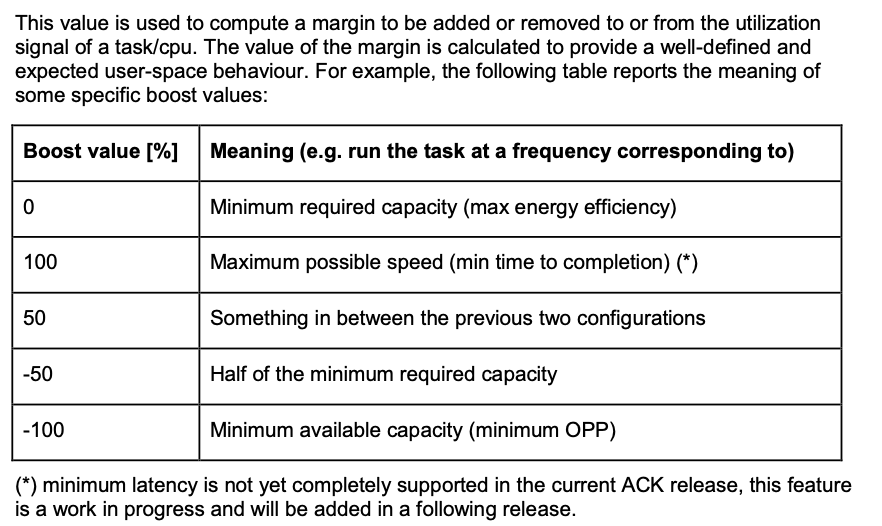 This value is used to compute a margin to be added or removed to or from the utilization
signal of a task/cpu. The value of the margin is calculated to provide a well-defined and
expected user-space behaviour. For example, the following table reports the meaning of
some specific boost values:
Boost value [%] Meaning (e.g. run the task at a frequency corresponding to)
0 Minimum required capacity (max energy efficiency)
100 Maximum possible speed (min time to completion) (*)
50 Something in between the previous two configurations
-50 Half of the minimum required capacity
-100 Minimum available capacity (minimum OPP)
(*) minimum latency is not yet completely supported in the current ACK release, this feature
is a work in progress and will be added in a following release.